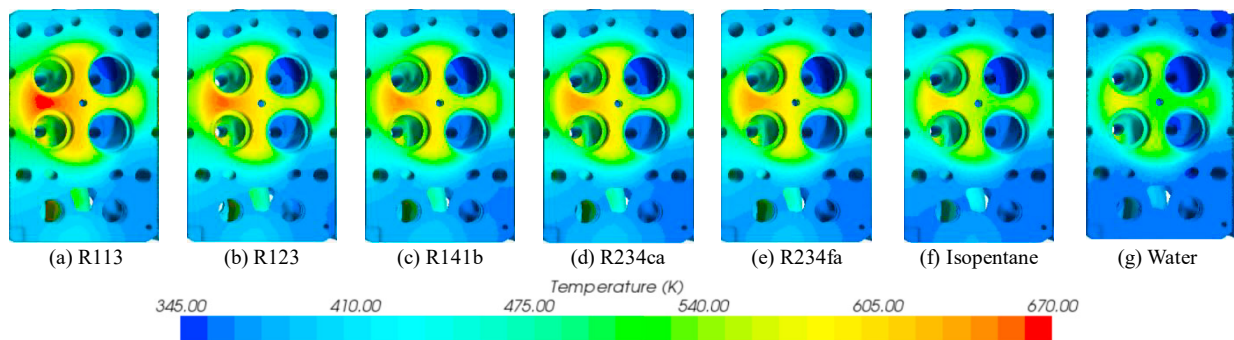 (a) R113 (b) R123 (c) R141b (d) R234ca (e) R234fa (f) Isopentane (g) Water
Temperature (K)
345.00 410.00 475.00 540.00 605.00 670.00